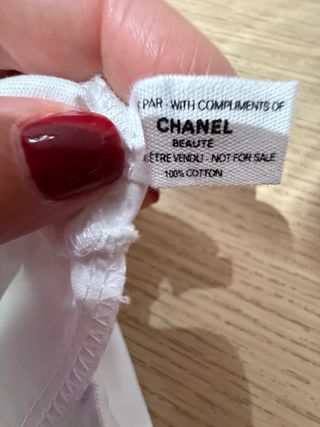 PAR - WITH COMPLIMENTS OF
CHANEL
BEAUTÉ
ÊTRE VENDU - NOT FOR SALE
100% COTTON